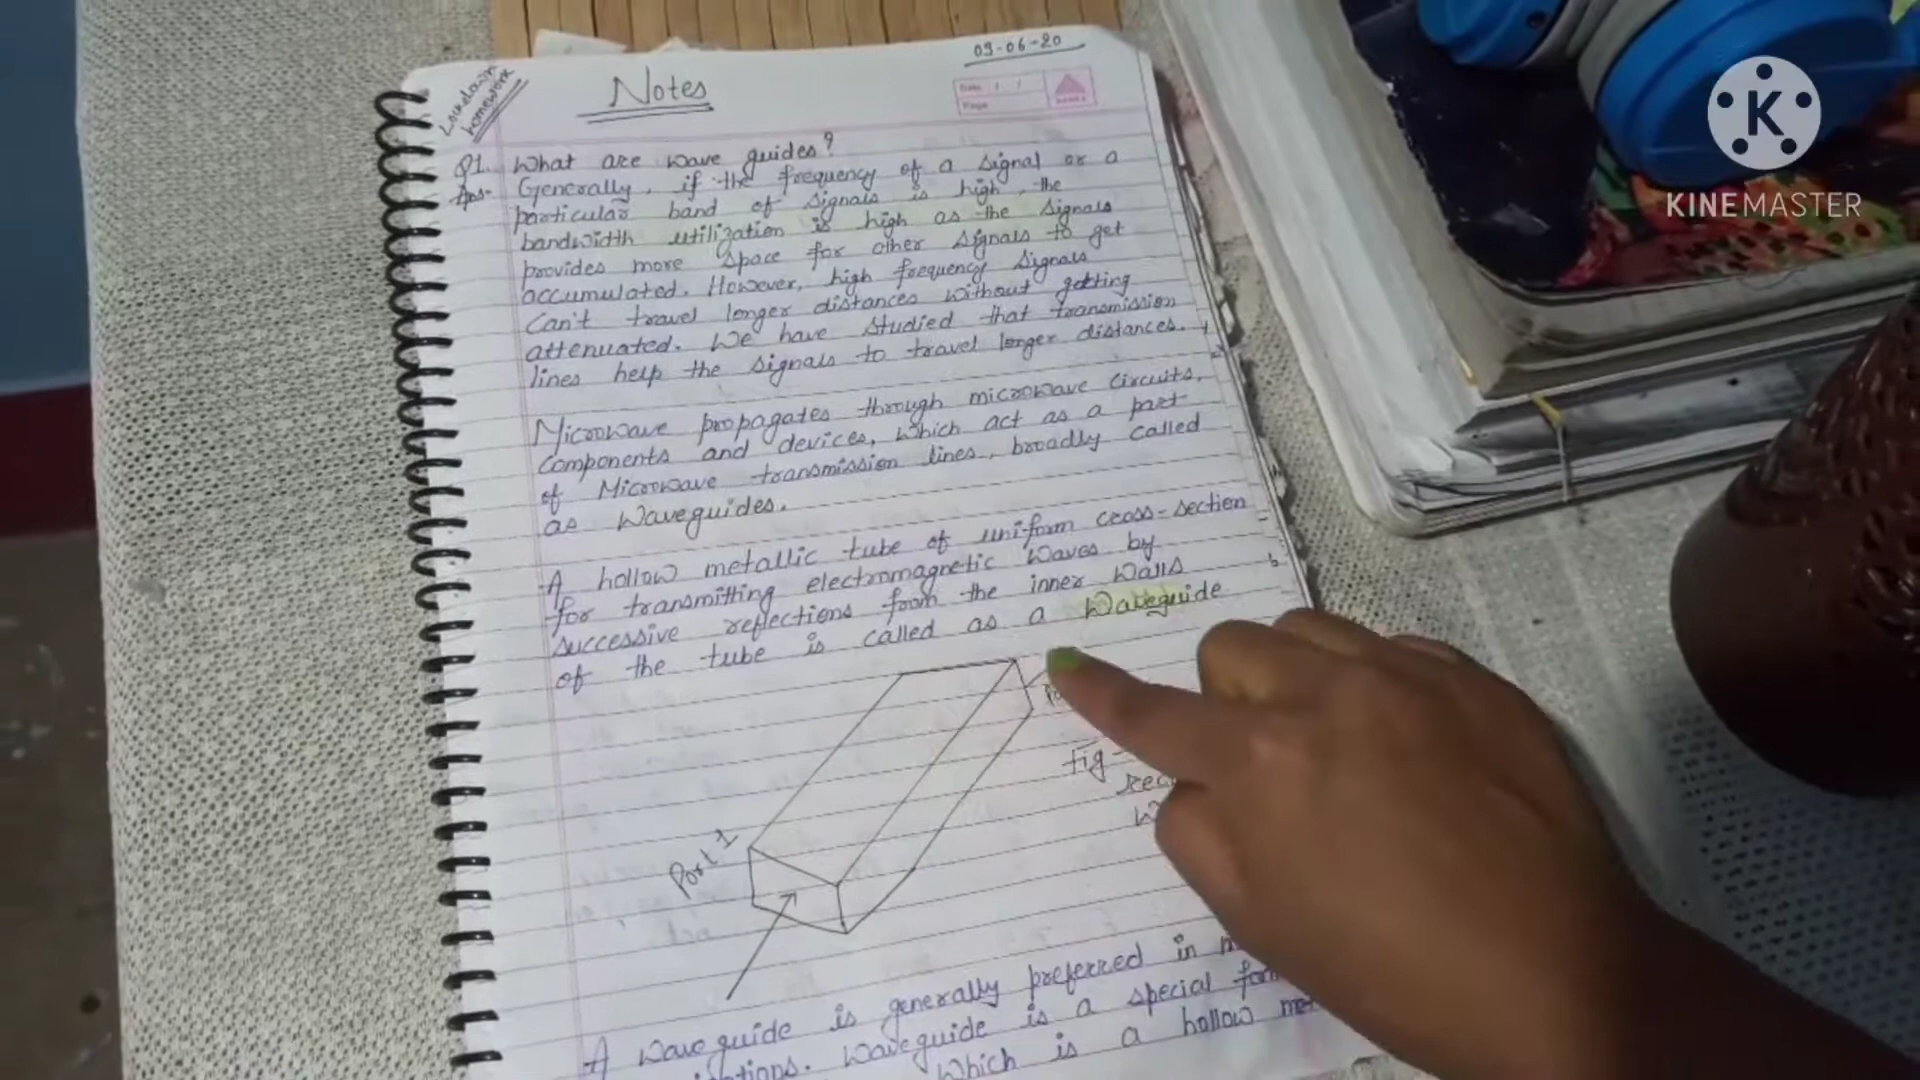 03-06-20
Lockdown
homework
Notes
Date: / /
Page:
Q1. What are wave guides?
Ans- Generally, if the frequency of a signal or a
particular band of signals is high, the
bandwidth utilization is high as the signals
provides more space for other signals to get
accumulated. However, high frequency signals
can't travel longer distances without getting
attenuated. We have studied that transmission
lines help the signals to travel longer distances.
Microwave propagates through microwave circuits,
components and devices, which act as a part
of Microwave transmission lines, broadly called
as Waveguides.
A hollow metallic tube of uniform cross-section
for transmitting electromagnetic waves by
successive reflections from the inner walls
of the tube is called as a Waveguide
Fig-
Port 1
A waveguide is generally preferred in
Waveguide is a special
which is a hollow
K
KINEMASTER